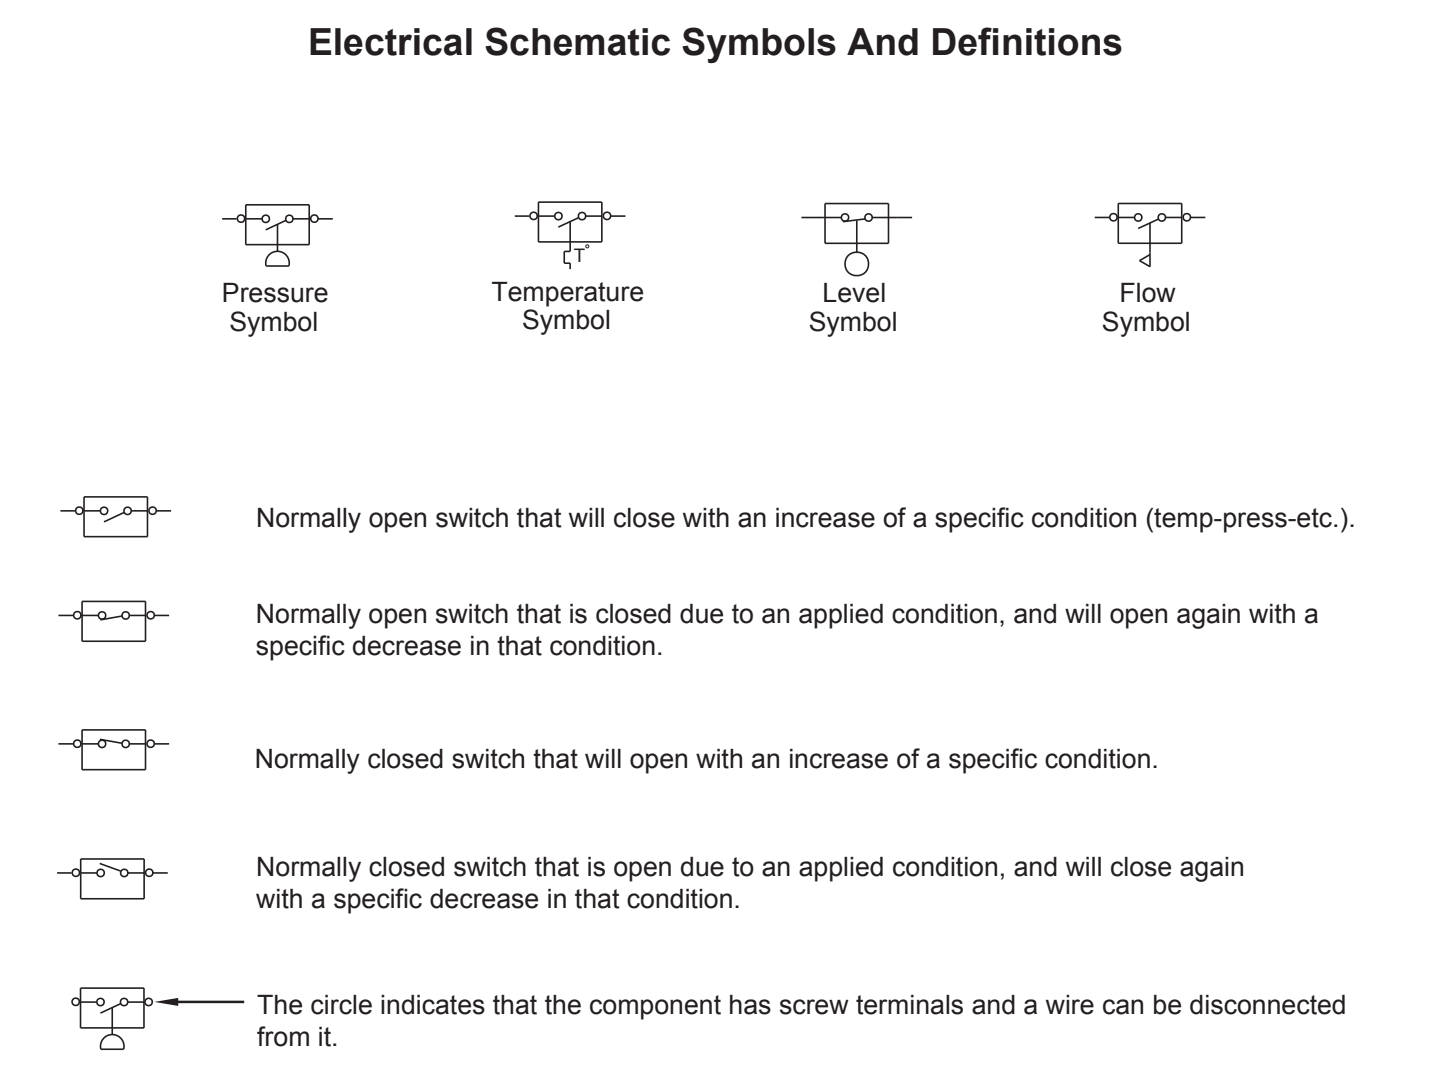 Electrical Schematic Symbols And Definitions
T°
Pressure
Symbol
Temperature
Symbol
Level
Symbol
Flow
Symbol
Normally open switch that will close with an increase of a specific condition (temp-press-etc.).
Normally open switch that is closed due to an applied condition, and will open again with a
specific decrease in that condition.
Normally closed switch that will open with an increase of a specific condition.
Normally closed switch that is open due to an applied condition, and will close again
with a specific decrease in that condition.
The circle indicates that the component has screw terminals and a wire can be disconnected
from it.